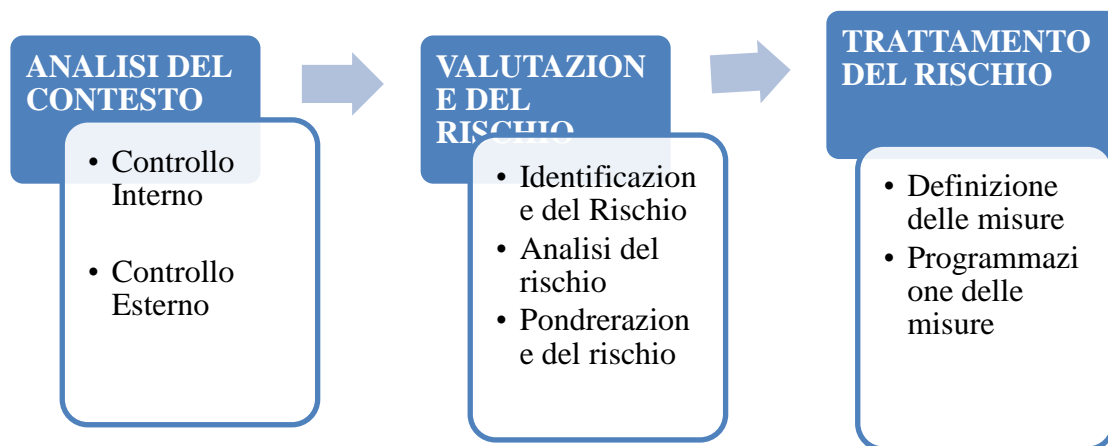 ANALISI DEL
CONTESTO
• Controllo
Interno
• Controllo
Esterno
VALUTAZION
E DEL
RISCHIO
• Identificazion
e del Rischio
• Analisi del
rischio
• Pondrerazion
e del rischio
TRATTAMENTO
DEL RISCHIO
• Definizione
delle misure
• Programmazi
one delle
misure